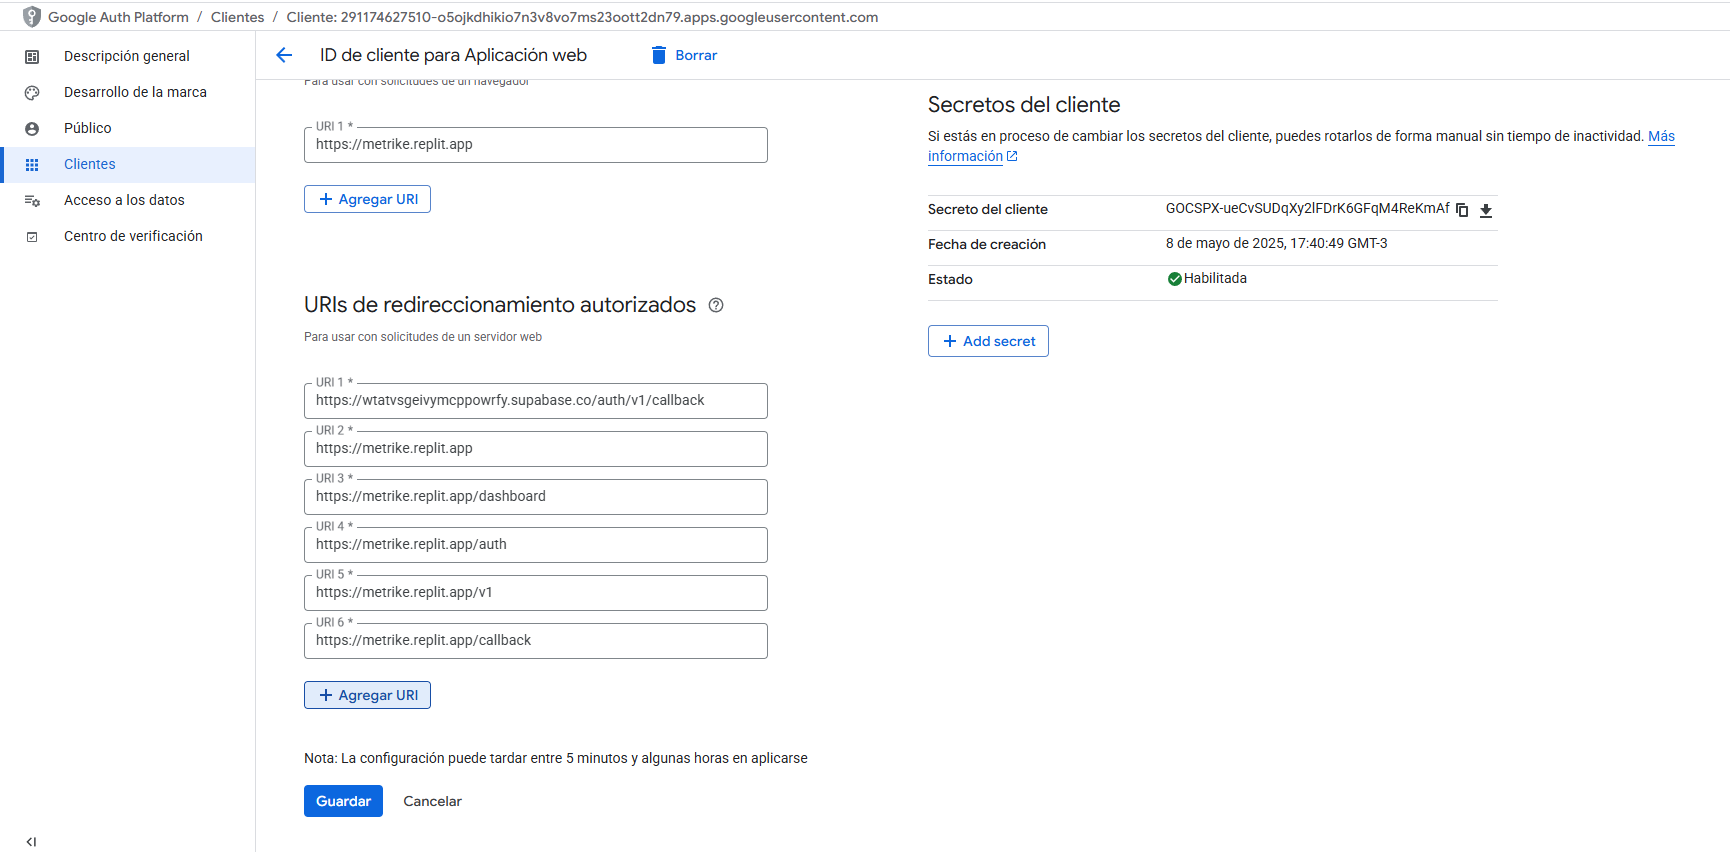 Google Auth Platform / Clientes / Cliente: 291174627510-o5ojkdhikio7n3v8vo7ms23oott2dn79.apps.googleusercontent.com
Descripción general
Desarrollo de la marca
Público
Clientes
Acceso a los datos
Centro de verificación
ID de cliente para Aplicación web
Borrar
Para usar con solicitudes de un navegador
URI 1 *
https://metrike.replit.app
Agregar URI
URIs de redireccionamiento autorizados
Para usar con solicitudes de un servidor web
URI 1 *
https://wtatvsgeivymcppowrfy.supabase.co/auth/v1/callback
URI 2 *
https://metrike.replit.app
URI 3 *
https://metrike.replit.app/dashboard
URI 4 *
https://metrike.replit.app/auth
URI 5 *
https://metrike.replit.app/v1
URI 6 *
https://metrike.replit.app/callback
Agregar URI
Nota: La configuración puede tardar entre 5 minutos y algunas horas en aplicarse
Guardar
Cancelar
Secretos del cliente
Si estás en proceso de cambiar los secretos del cliente, puedes rotarlos de forma manual sin tiempo de inactividad. Más
información
Secreto del cliente 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
Fecha de creación 8 de mayo de 2025, 17:40:49 GMT-3
Estado Habilitada
Add secret